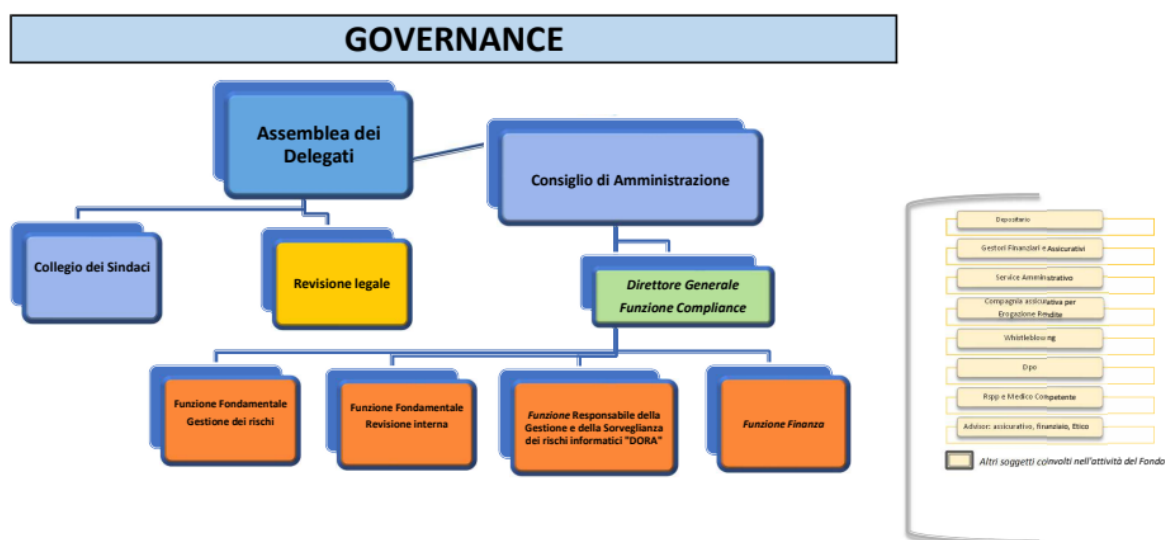 GOVERNANCE
Assemblea dei
Delegati
Consiglio di Amministrazione
Collegio dei Sindaci
Revisione legale
Direttore Generale
Funzione Compliance
Funzione Fondamentale
Gestione dei rischi
Funzione Fondamentale
Revisione interna
Funzione Responsabile della
Gestione e della Sorveglianza
dei rischi informatici "DORA"
Funzione Finanza
Depositario
Gestori Finanziari e Assicurativi
Service Amministrativo
Compagnia assicurativa per
Erogazione Rendite
Whistleblowing
Dpo
Rspp e Medico Competente
Advisor: assicurativo, finanziaio, Etico
Altri soggetti coinvolti nell'attività del Fondo